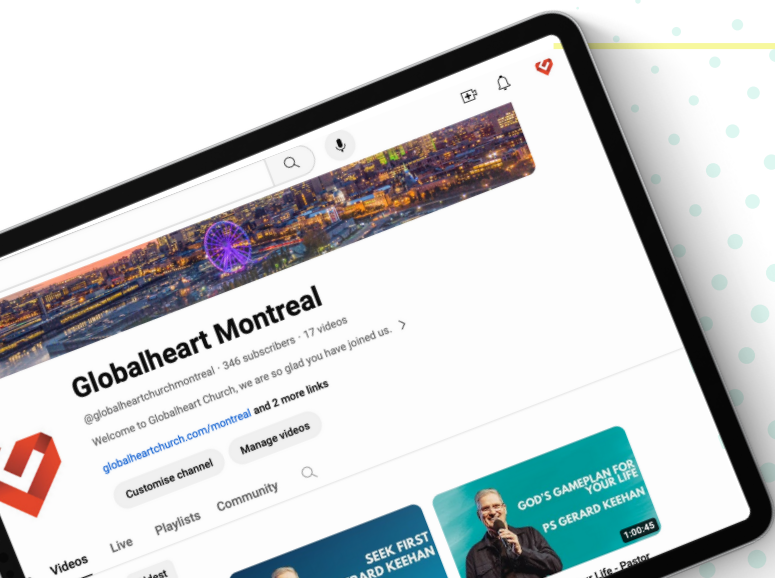 Globalheart Montreal
@globalheartchurchmontreal · 346 subscribers · 17 videos
Welcome to Globalheart Church, we are so glad you have joined us.
globalheartchurch.com/montreal and 2 more links
Customise channel
Manage videos
Videos
Live
Playlists
Community
SEEK FIRST
GERARD KEEHAN
GOD'S GAMEPLAN FOR
YOUR LIFE
PS GERARD KEEHAN
1:00:45
Life - Pastor